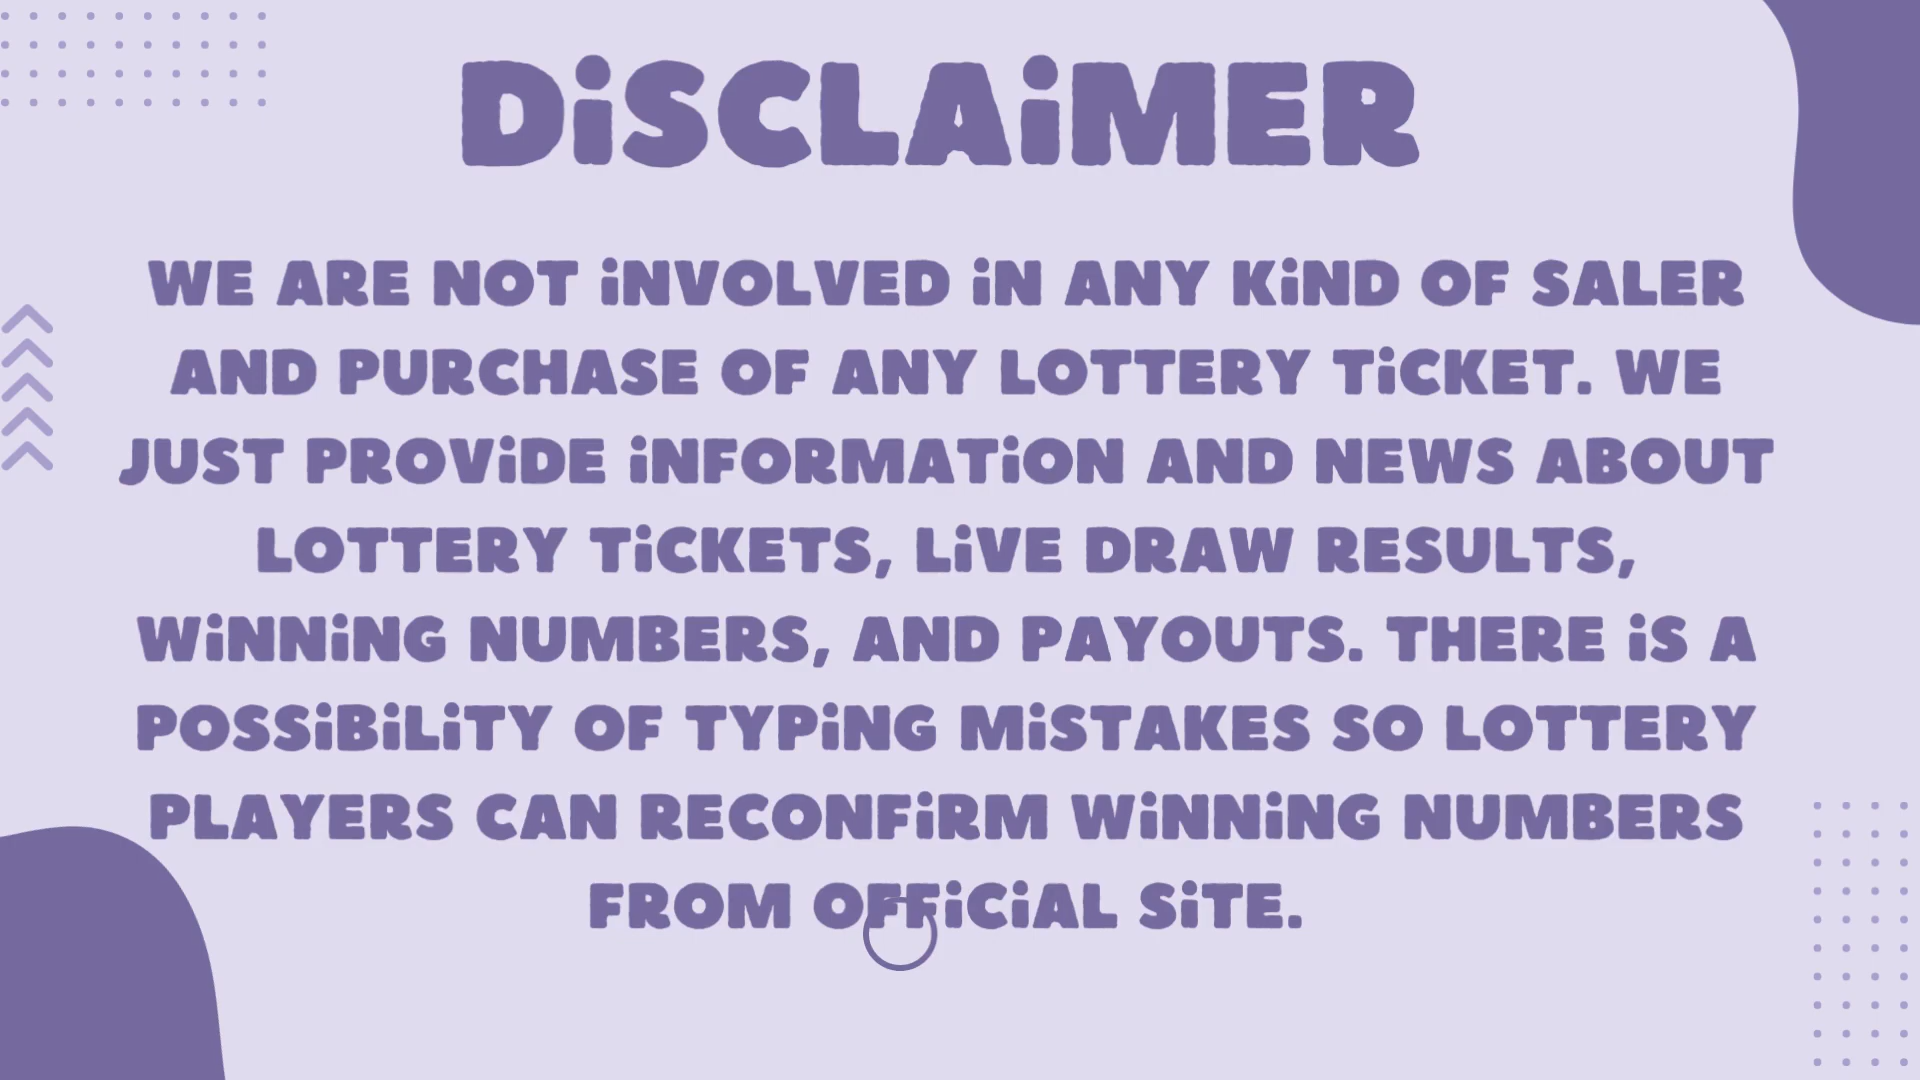 DiSCLAiMER
WE ARE NOT iNVOLVED iN ANY KiND OF SALER
AND PURCHASE OF ANY LOTTERY TiCKET. WE
JUST PROViDE iNFORMATiON AND NEWS ABOUT
LOTTERY TiCKETS, LiVE DRAW RESULTS,
WiNNiNG NUMBERS, AND PAYOUTS. THERE iS A
POSSiBiLiTY OF TYPiNG MiSTAKES SO LOTTERY
PLAYERS CAN RECONFiRM WiNNiNG NUMBERS
FROM OFFiCiAL SiTE.